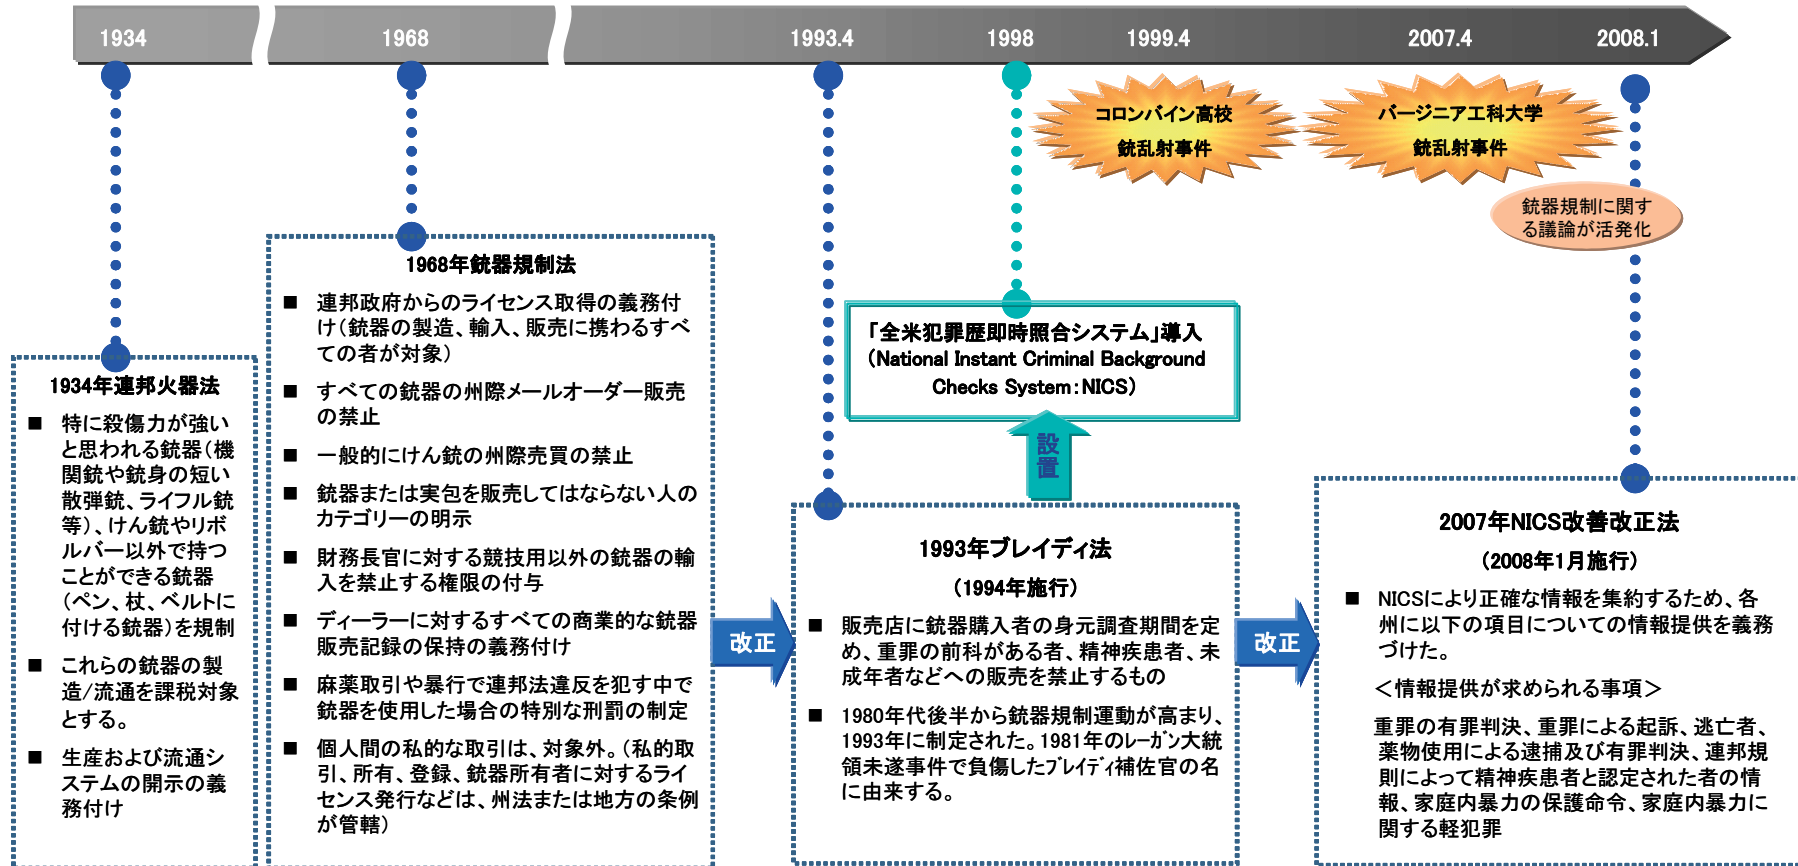 1934
1968
1993.4
1998
1999.4
2007.4
2008.1
コロンバイン高校
銃乱射事件
バージニア工科大学
銃乱射事件
銃器規制に関す
る議論が活発化
1934年連邦火器法
■ 特に殺傷力が強い
と思われる銃器（機
関銃や銃身の短い
散弾銃、ライフル銃
等）、けん銃やリボ
ルバー以外で持つ
ことができる銃器
（ペン、杖、ベルトに
付ける銃器）を規制
■ これらの銃器の製
造/流通を課税対象
とする。
■ 生産および流通シ
ステムの開示の義
務付け
1968年銃器規制法
■ 連邦政府からのライセンス取得の義務付
け（銃器の製造、輸入、販売に携わるすべ
ての者が対象）
■ すべての銃器の州際メールオーダー販売
の禁止
■ 一般的にけん銃の州際売買の禁止
■ 銃器または実包を販売してはならない人の
カテゴリーの明示
■ 財務長官に対する競技用以外の銃器の輸
入を禁止する権限の付与
■ ディーラーに対するすべての商業的な銃器
販売記録の保持の義務付け
■ 麻薬取引や暴行で連邦法違反を犯す中で
銃器を使用した場合の特別な刑罰の制定
■ 個人間の私的な取引は、対象外。（私的取
引、所有、登録、銃器所有者に対するライ
センス発行などは、州法または地方の条例
が管轄）
改正
「全米犯罪歴即時照合システム」導入
（National Instant Criminal Background
Checks System：NICS）
設
置
1993年ブレイディ法
（1994年施行）
■ 販売店に銃器購入者の身元調査期間を定
め、重罪の前科がある者、精神疾患者、未
成年者などへの販売を禁止するもの
■ 1980年代後半から銃器規制運動が高まり、
1993年に制定された。1981年のレーガン大統
領未遂事件で負傷したブレイディ補佐官の名
に由来する。
改正
2007年NICS改善改正法
（2008年1月施行）
■ NICSにより正確な情報を集約するため、各
州に以下の項目についての情報提供を義務
づけた。
＜情報提供が求められる事項＞
重罪の有罪判決、重罪による起訴、逃亡者、
薬物使用による逮捕及び有罪判決、連邦規
則によって精神疾患者と認定された者の情
報、家庭内暴力の保護命令、家庭内暴力に
関する軽犯罪